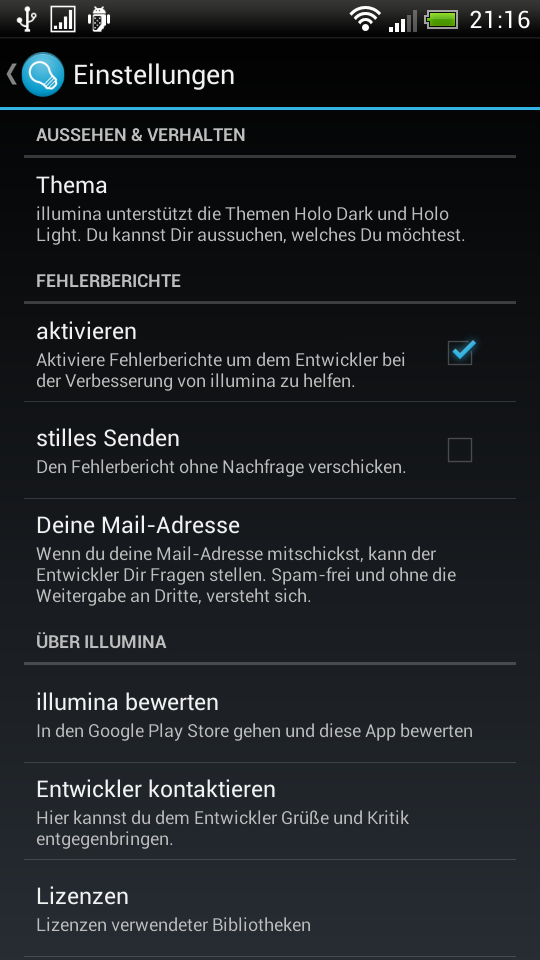 21:16
Einstellungen
AUSSEHEN & VERHALTEN
Thema
illumina unterstützt die Themen Holo Dark und Holo
Light. Du kannst Dir aussuchen, welches Du möchtest.
FEHLERBERICHTE
aktivieren
Aktiviere Fehlerberichte um dem Entwickler bei
der Verbesserung von illumina zu helfen.
stilles Senden
Den Fehlerbericht ohne Nachfrage verschicken.
Deine Mail-Adresse
Wenn du deine Mail-Adresse mitschickst, kann der
Entwickler Dir Fragen stellen. Spam-frei und ohne die
Weitergabe an Dritte, versteht sich.
ÜBER ILLUMINA
illumina bewerten
In den Google Play Store gehen und diese App bewerten
Entwickler kontaktieren
Hier kannst du dem Entwickler Grüße und Kritik
entgegenbringen.
Lizenzen
Lizenzen verwendeter Bibliotheken